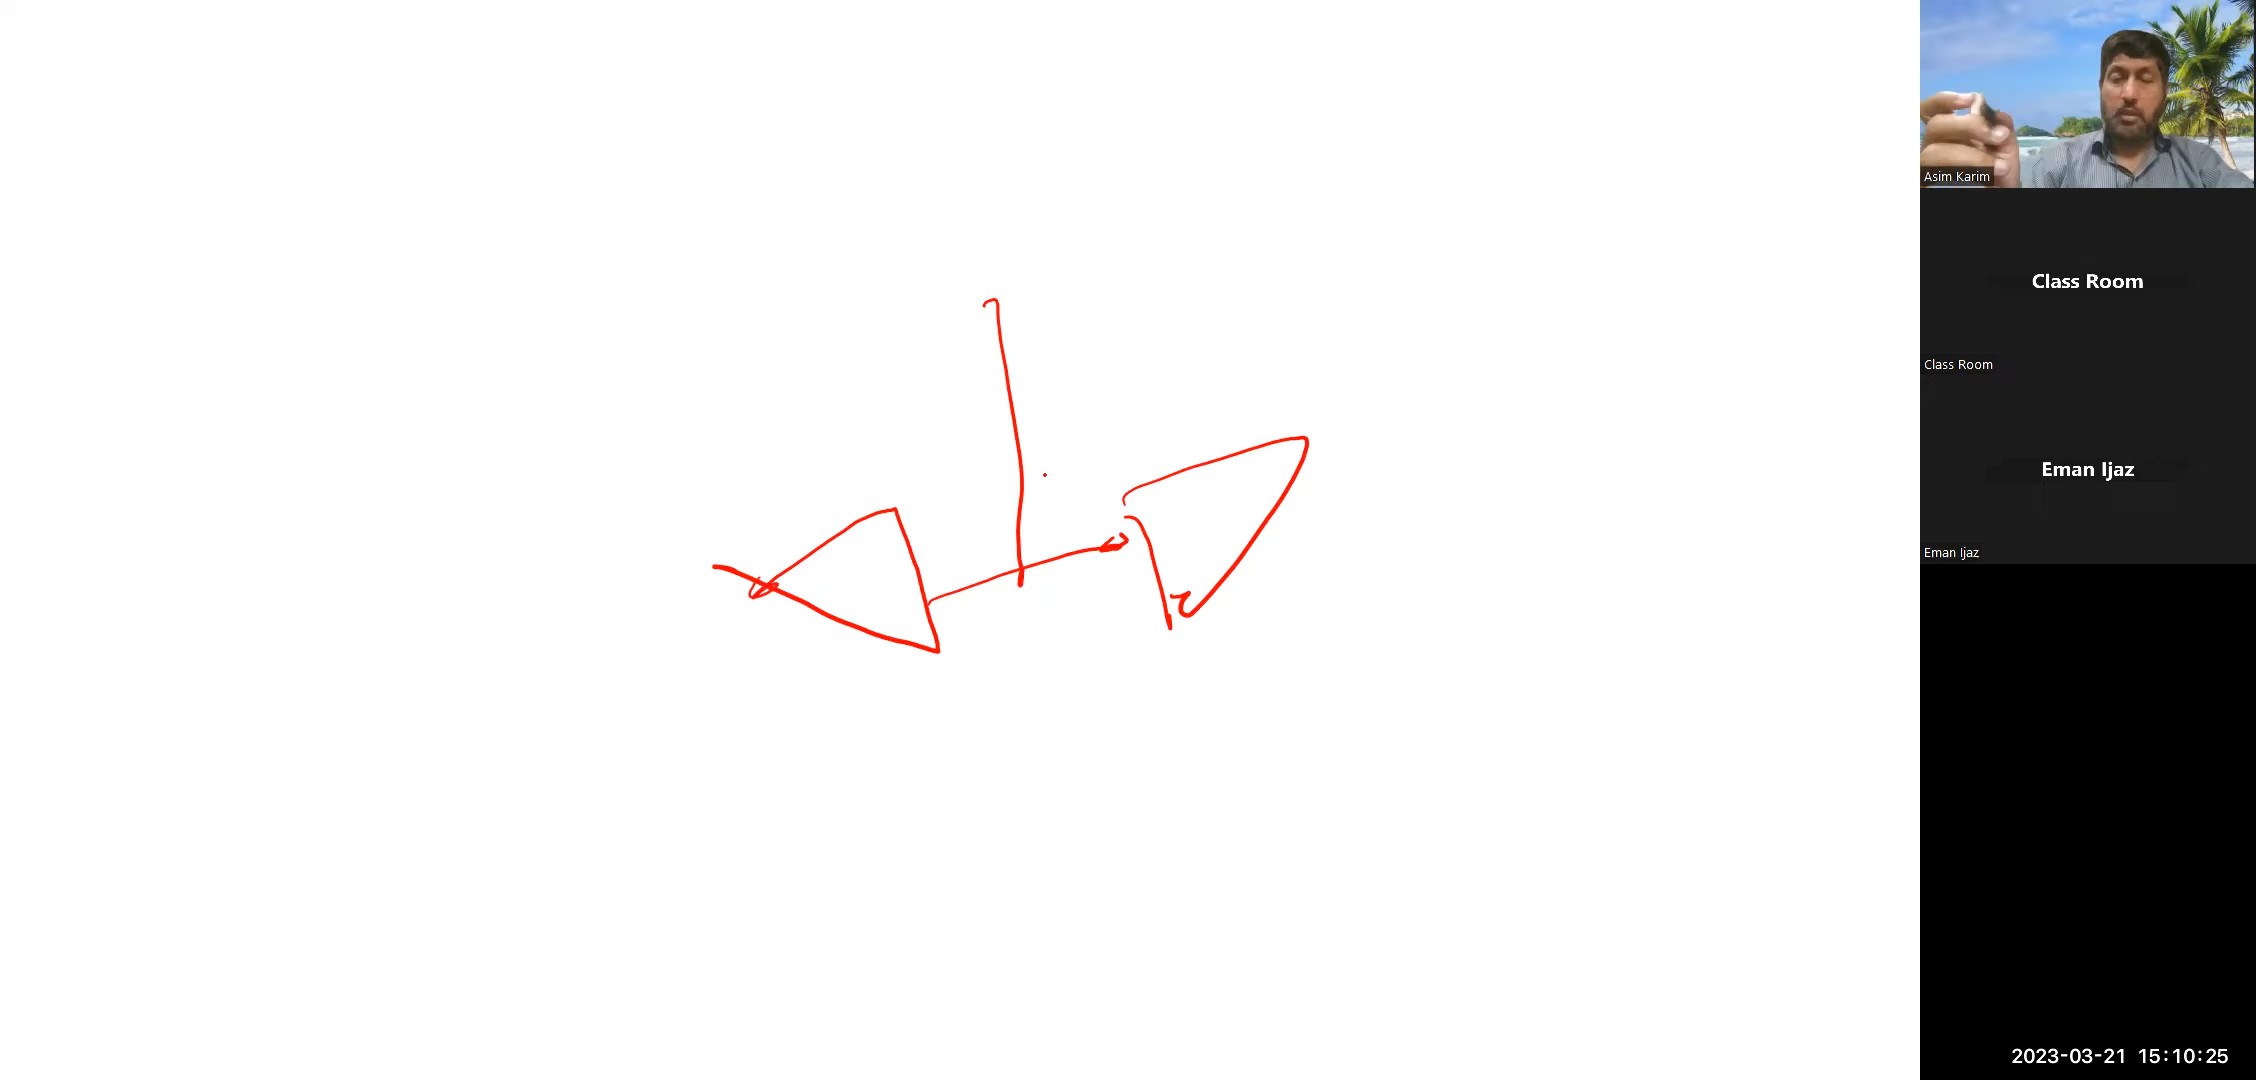 Asim Karim
Class Room
Class Room
Eman Ijaz
Eman Ijaz
2023-03-21 15:10:25